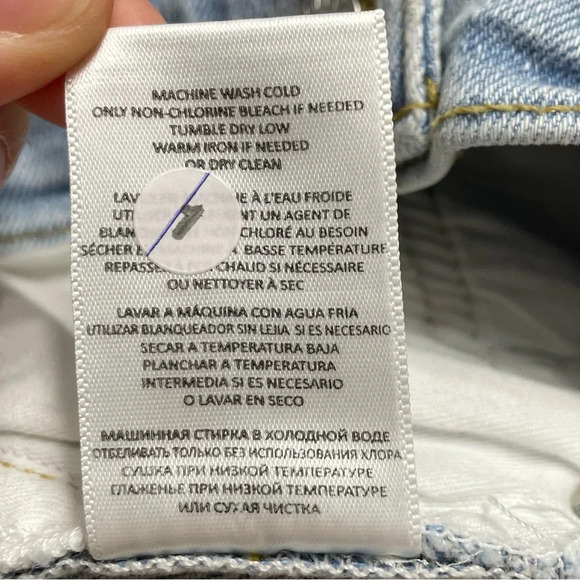 MACHINE WASH COLD
ONLY NON-CHLORINE BLEACH IF NEEDED
TUMBLE DRY LOW
WARM IRON IF NEEDED
OR DRY CLEAN
À L'EAU FROIDE
UN AGENT DE
CHLORÉ AU BESOIN
SÉCHER BASSE TEMPÉRATURE
CHAUD SI NÉCESSAIRE
OU NETTOYER À SEC
LAVAR A MÁQUINA CON AGUA FRÍA
UTILIZAR BLANQUEADOR SIN LEJIA SI ES NECESARIO
SECAR A TEMPERATURA BAJA
PLANCHAR A TEMPERATURA
INTERMEDIA SI ES NECESARIO
O LAVAR EN SECO
МАШИННАЯ СТИРКА В ХОЛОДНОЙ ВОДЕ
ОТБЕЛИВАТЬ ТОЛЬКО БЕЗ ИСПОЛЬЗОВАНИЯ ХЛОРА
СУШКА ПРИ НИЗКОЙ ТЕМПЕРАТУРЕ
ГЛАЖЕНЬЕ ПРИ НИЗКОЙ ТЕМПЕРАТУРЕ
ИЛИ СУХАЯ ЧИСТКА